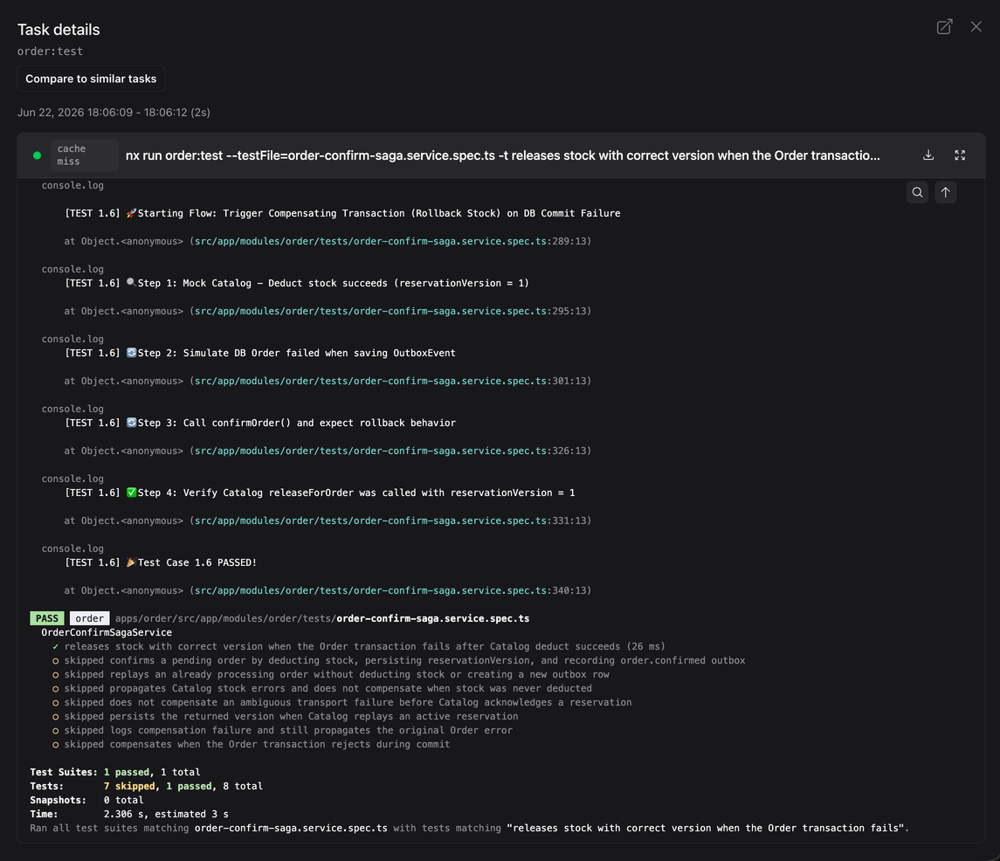 Task details
order:test
Compare to similar tasks
Jun 22, 2026 18:06:09 - 18:06:12 (2s)
cache miss
nx run order:test --testFile=order-confirm-saga.service.spec.ts -t releases stock with correct version when the Order transactio...
console.log
[TEST 1.6] 🚀Starting Flow: Trigger Compensating Transaction (Rollback Stock) on DB Commit Failure
at Object.<anonymous> (src/app/modules/order/tests/order-confirm-saga.service.spec.ts:289:13)
console.log
[TEST 1.6] 🔍Step 1: Mock Catalog – Deduct stock succeeds (reservationVersion = 1)
at Object.<anonymous> (src/app/modules/order/tests/order-confirm-saga.service.spec.ts:295:13)
console.log
[TEST 1.6] 🔄Step 2: Simulate DB Order failed when saving OutboxEvent
at Object.<anonymous> (src/app/modules/order/tests/order-confirm-saga.service.spec.ts:301:13)
console.log
[TEST 1.6] 🔄Step 3: Call confirmOrder() and expect rollback behavior
at Object.<anonymous> (src/app/modules/order/tests/order-confirm-saga.service.spec.ts:326:13)
console.log
[TEST 1.6] ✅Step 4: Verify Catalog releaseForOrder was called with reservationVersion = 1
at Object.<anonymous> (src/app/modules/order/tests/order-confirm-saga.service.spec.ts:331:13)
console.log
[TEST 1.6] 🎉Test Case 1.6 PASSED!
at Object.<anonymous> (src/app/modules/order/tests/order-confirm-saga.service.spec.ts:340:13)
PASS order apps/order/src/app/modules/order/tests/order-confirm-saga.service.spec.ts
OrderConfirmSagaService
✓ releases stock with correct version when the Order transaction fails after Catalog deduct succeeds (26 ms)
○ skipped confirms a pending order by deducting stock, persisting reservationVersion, and recording order.confirmed outbox
○ skipped replays an already processing order without deducting stock or creating a new outbox row
○ skipped propagates Catalog stock errors and does not compensate when stock was never deducted
○ skipped does not compensate an ambiguous transport failure before Catalog acknowledges a reservation
○ skipped persists the returned version when Catalog replays an active reservation
○ skipped logs compensation failure and still propagates the original Order error
○ skipped compensates when the Order transaction rejects during commit
Test Suites: 1 passed, 1 total
Tests: 7 skipped, 1 passed, 8 total
Snapshots: 0 total
Time: 2.306 s, estimated 3 s
Ran all test suites matching order-confirm-saga.service.spec.ts with tests matching "releases stock with correct version when the Order transaction fails".